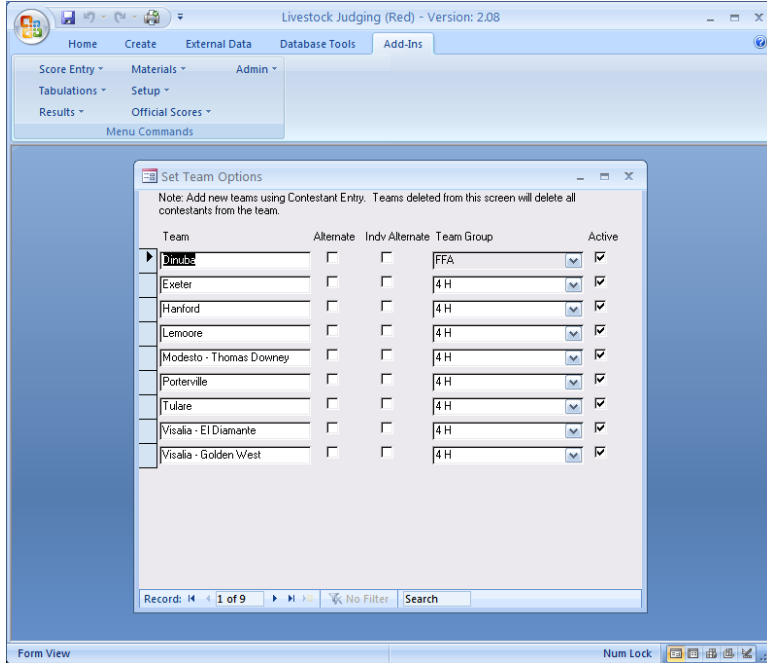 Livestock Judging (Red) - Version: 2.08
Home Create External Data Database Tools Add-Ins
Score Entry Materials Admin
Tabulations Setup
Results Official Scores
Menu Commands
Set Team Options
Note: Add new teams using Contestant Entry. Teams deleted from this screen will delete all
contestants from the team.
Team Alternate Indv Alternate Team Group Active
Dinuba FFA
Exeter 4 H
Hanford 4 H
Lemoore 4 H
Modesto - Thomas Downey 4 H
Porterville 4 H
Tulare 4 H
Visalia - El Diamante 4 H
Visalia - Golden West 4 H
Record: 1 of 9 No Filter Search
Form View Num Lock